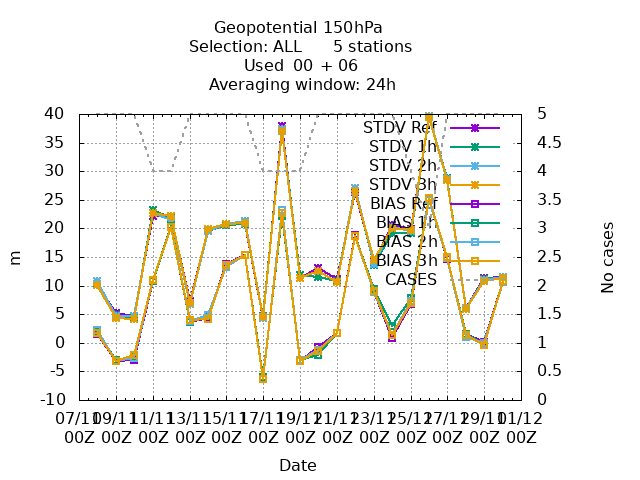 Geopotential 150hPa
Selection: ALL 5 stations
Used 00 + 06
Averaging window: 24h
40 35 30 25 20 15 10 5 0 -5 -10
m
5 4.5 4 3.5 3 2.5 2 1.5 1 0.5 0
No cases
STDV Ref
STDV 1h
STDV 2h
STDV 3h
BIAS Ref
BIAS 1h
BIAS 2h
BIAS 3h
CASES
07/11 09/11 11/11 13/11 15/11 17/11 19/11 21/11 23/11 25/11 27/11 29/11 01/12
00Z 00Z 00Z 00Z 00Z 00Z 00Z 00Z 00Z 00Z 00Z 00Z 00Z
Date